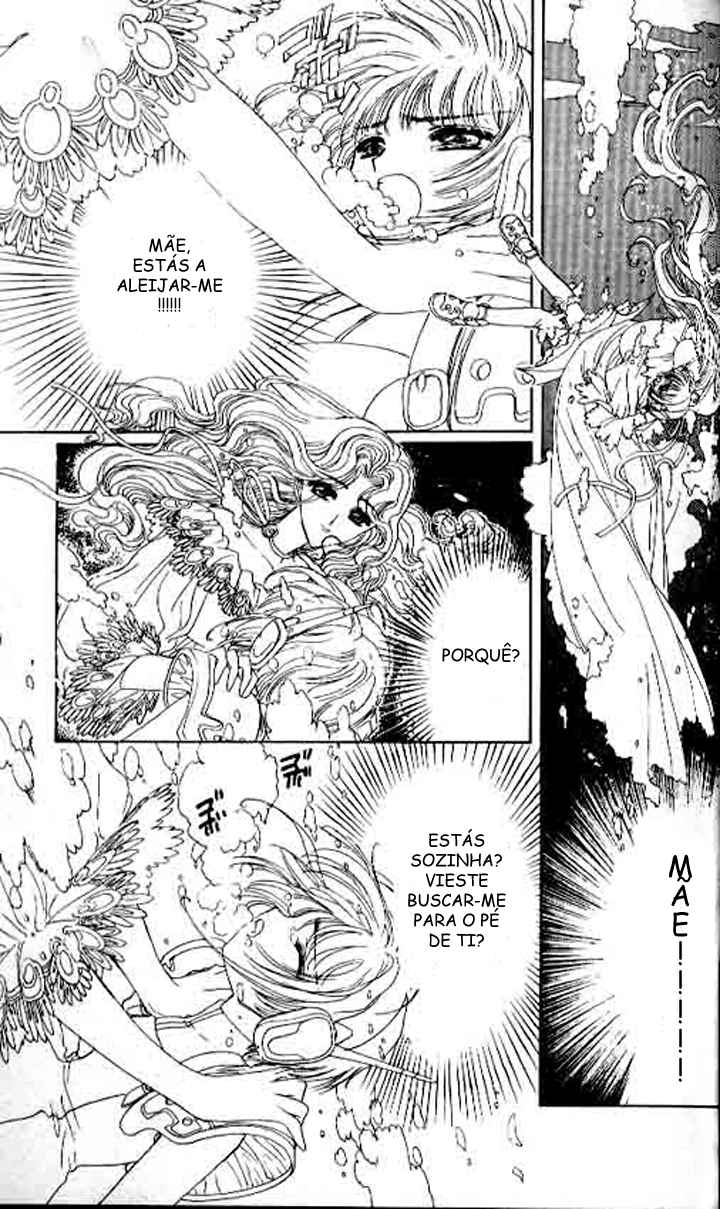 MÃE,
ESTÁS A
ALEIJAR-ME
!!!!!!
PORQUÊ?
ESTÁS
SOZINHA?
VIESTE
BUSCAR-ME
PARA O PÉ
DE TI?
MÃE!!!!!!